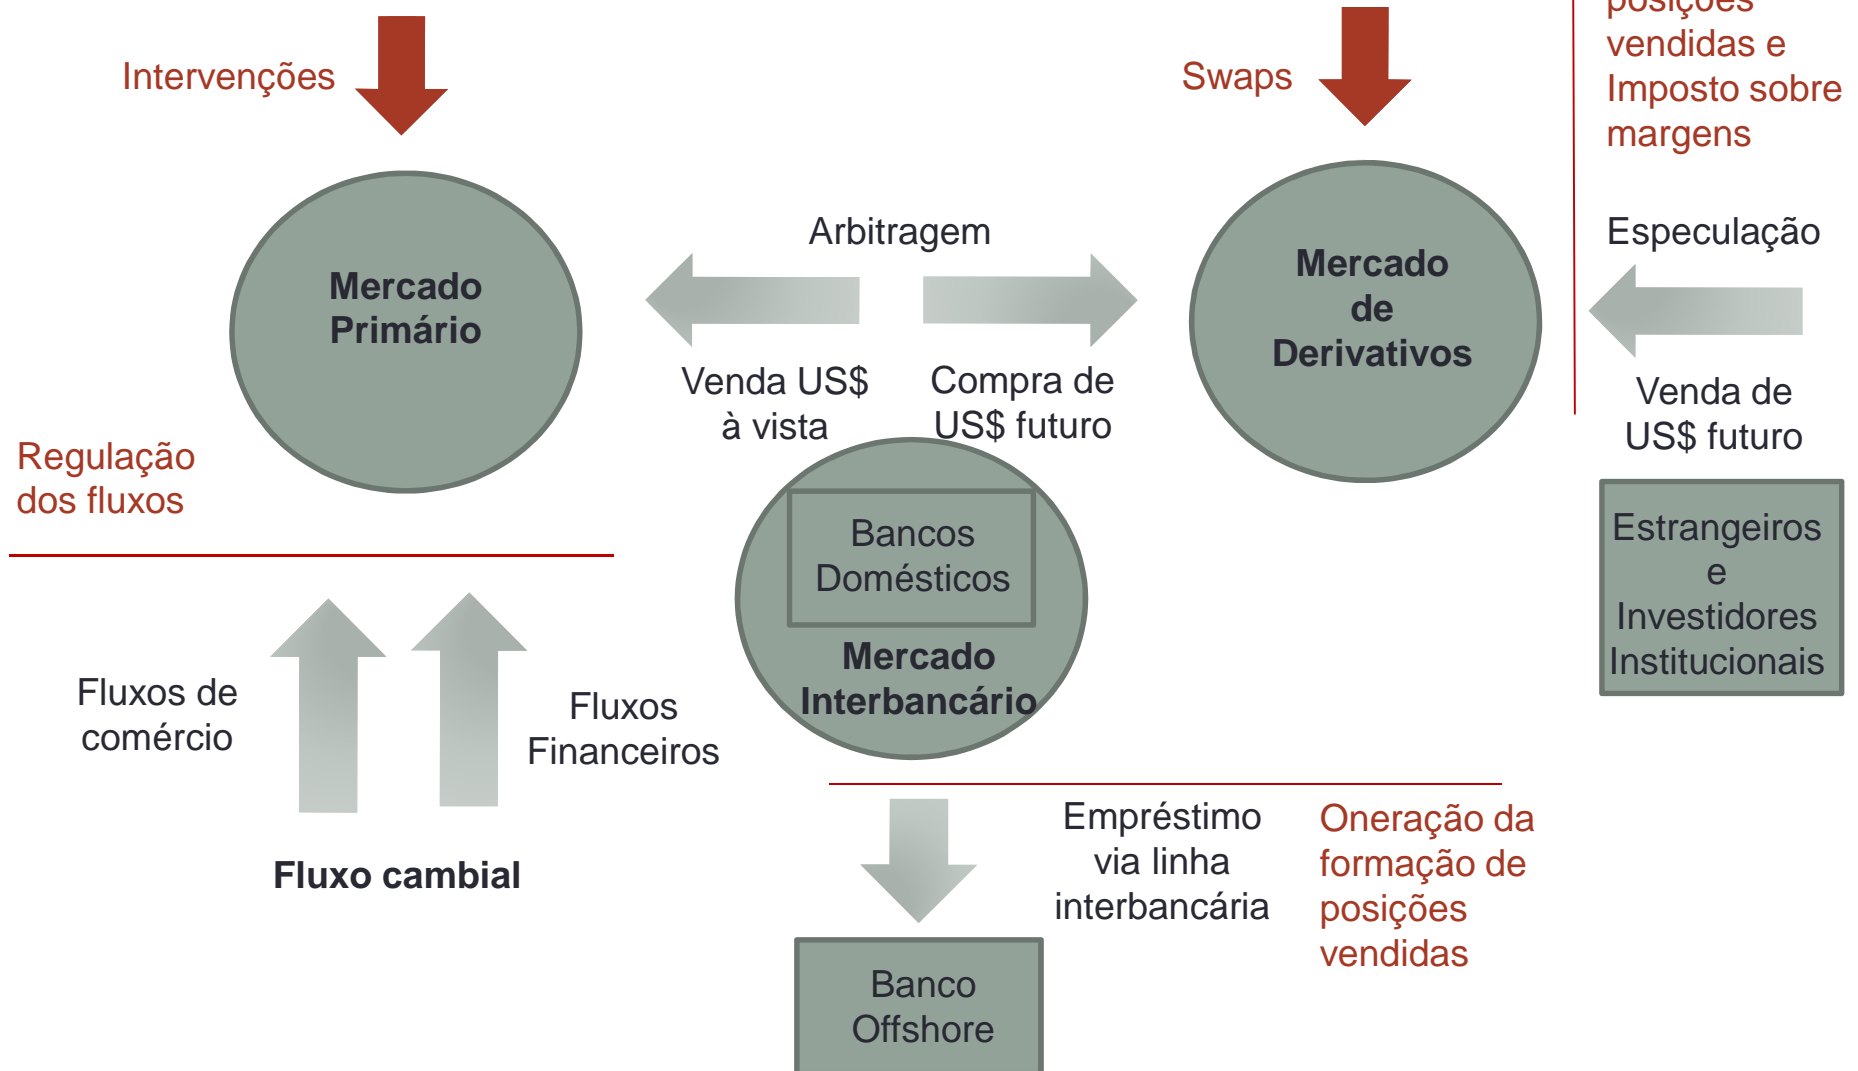 posições
vendidas e
Imposto sobre
margens
Intervenções
Swaps
Arbitragem
Especulação
Mercado
Primário
Mercado
de
Derivativos
Venda US$
à vista
Compra de
US$ futuro
Venda de
US$ futuro
Regulação
dos fluxos
Bancos
Domésticos
Mercado
Interbancário
Estrangeiros
e
Investidores
Institucionais
Fluxos de
comércio
Fluxos
Financeiros
Fluxo cambial
Empréstimo
via linha
interbancária
Oneração da
formação de
posições
vendidas
Banco
Offshore